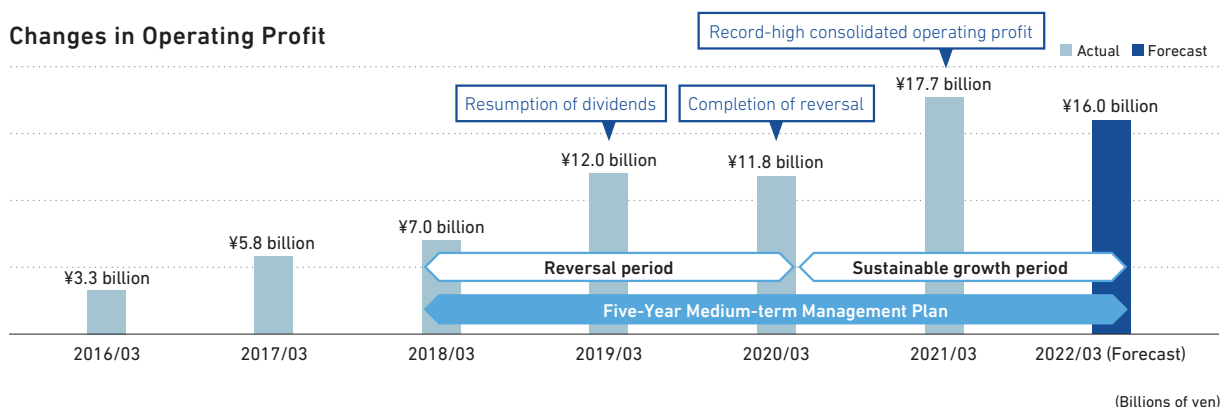 Changes in Operating Profit
Record-high consolidated operating profit
Actual Forecast
Resumption of dividends
Completion of reversal
¥17.7 billion
¥16.0 billion
¥12.0 billion
¥11.8 billion
¥7.0 billion
¥5.8 billion
¥3.3 billion
Reversal period
Sustainable growth period
Five-Year Medium-term Management Plan
2016/03 2017/03 2018/03 2019/03 2020/03 2021/03 2022/03 (Forecast)
(Billions of yen)